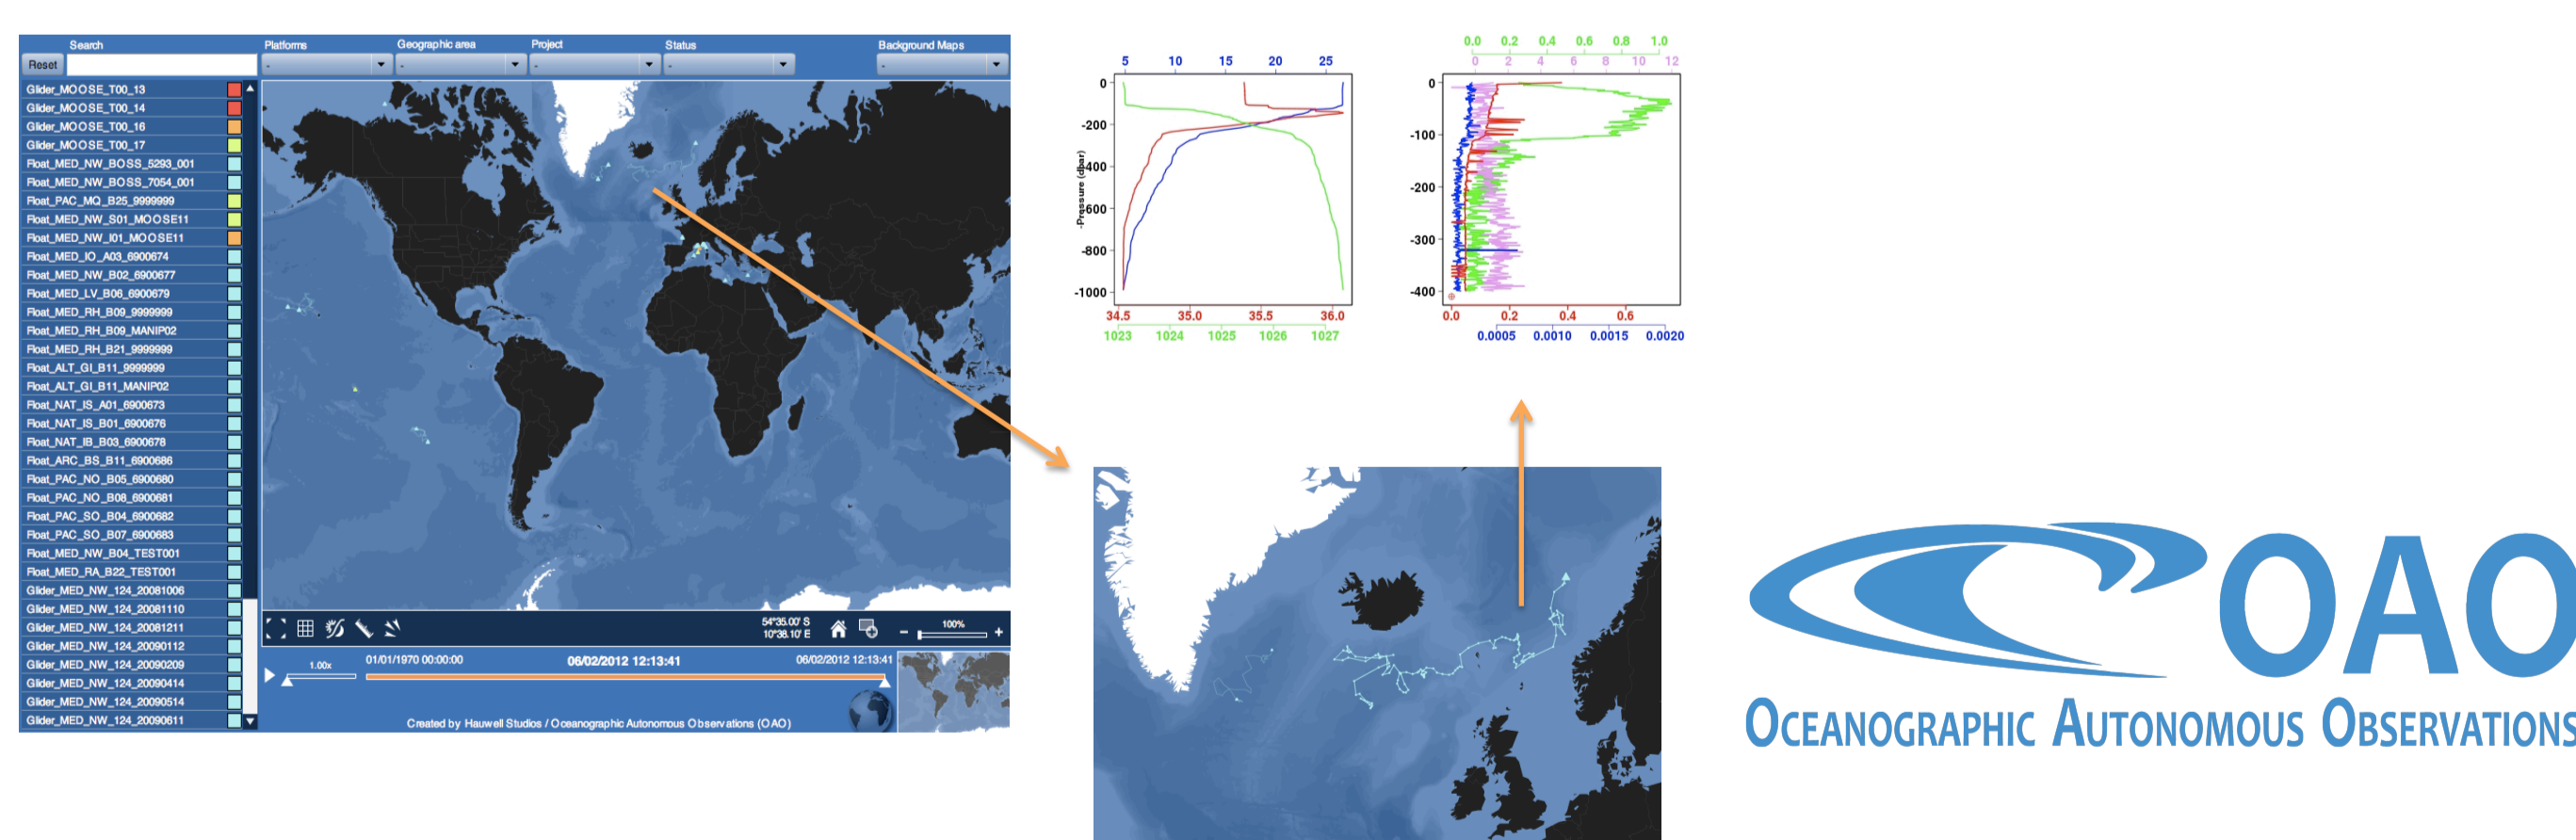 Search
Platforms
Geographic area
Project
Status
Background Maps
Reset
-
-
-
-
-
Glider_MOOSE_T00_13
Glider_MOOSE_T00_14
Glider_MOOSE_T00_16
Glider_MOOSE_T00_17
Float_MED_NW_BOSS_5293_001
Float_MED_NW_BOSS_7054_001
Float_PAC_MQ_B25_9999999
Float_MED_NW_S01_MOOSE11
Float_MED_NW_I01_MOOSE11
Float_MED_IO_A03_6900674
Float_MED_NW_B02_6900677
Float_MED_LV_B06_6900679
Float_MED_RH_B09_9999999
Float_MED_RH_B09_MANIP02
Float_MED_RH_B21_9999999
Float_ALT_GI_B11_9999999
Float_ALT_GI_B11_MANIP02
Float_NAT_IS_A01_6900673
Float_NAT_IS_B01_6900676
Float_NAT_IB_B03_6900678
Float_ARC_BS_B11_6900686
Float_PAC_NO_B05_6900680
Float_PAC_NO_B08_6900681
Float_PAC_SO_B04_6900682
Float_PAC_SO_B07_6900683
Float_MED_NW_B04_TEST001
Float_MED_RA_B22_TEST001
Glider_MED_NW_124_20081006
Glider_MED_NW_124_20081110
Glider_MED_NW_124_20081211
Glider_MED_NW_124_20090112
Glider_MED_NW_124_20090209
Glider_MED_NW_124_20090414
Glider_MED_NW_124_20090514
Glider_MED_NW_124_20090611
54°35.00' S
10°38.10' E
100%
1.00x
01/01/1970 00:00:00
06/02/2012 12:13:41
06/02/2012 12:13:41
Created by Hauwell Studios / Oceanographic Autonomous Observations (OAO)
5 10 15 20 25
0
-200
-400
-600
-800
-1000
-Pressure (dbar)
34.5 35.0 35.5 36.0
1023 1024 1025 1026 1027
0.0 0.2 0.4 0.6 0.8 1.0
0 2 4 6 8 10 12
0
-100
-200
-300
-400
0.0 0.2 0.4 0.6
0.0005 0.0010 0.0015 0.0020
OAO
OCEANOGRAPHIC AUTONOMOUS OBSERVATIONS